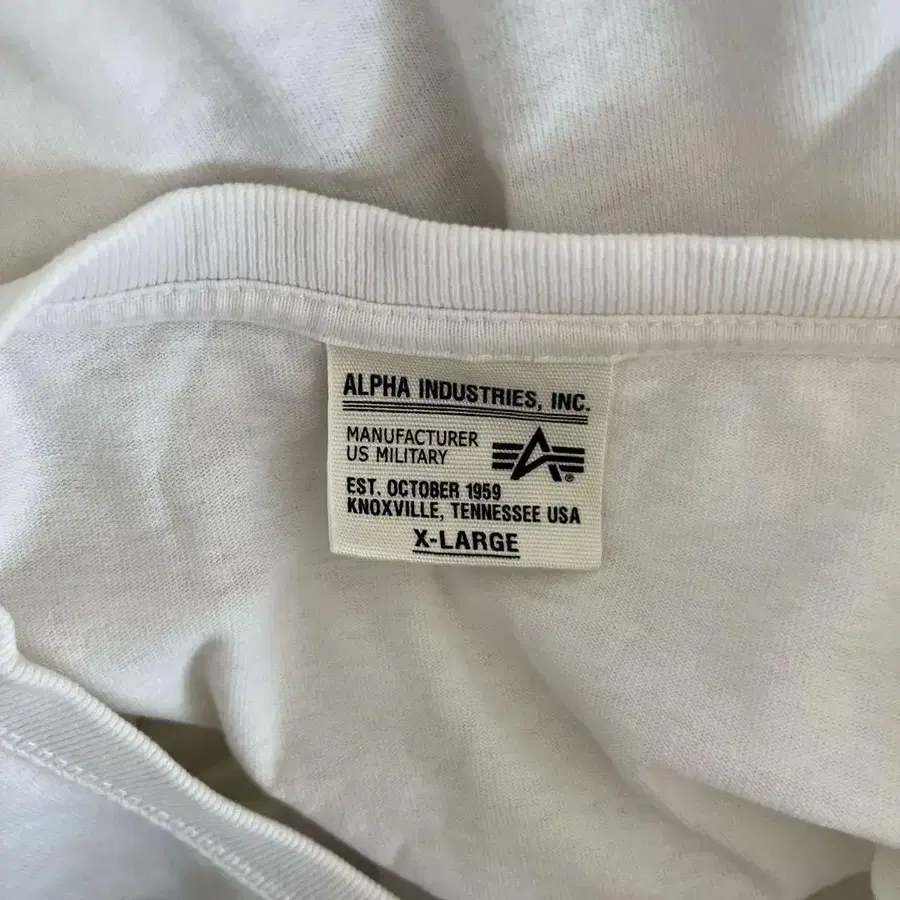 ALPHA INDUSTRIES, INC.
MANUFACTURER
US MILITARY
EST. OCTOBER 1959
KNOXVILLE, TENNESSEE USA
X-LARGE